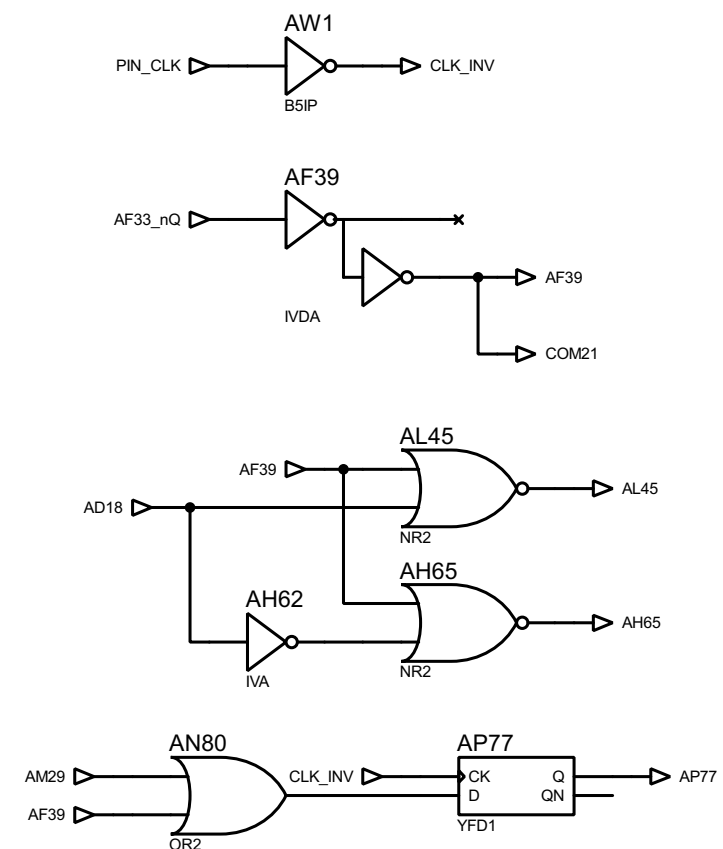 AW1
PIN_CLK
CLK_INV
B5IP
AF39
AF33_nQ
AF39
IVDA
COM21
AL45
AF39
AL45
AD18
NR2
AH65
AH62
AH65
IVA
NR2
AN80
AP77
AM29
CLK_INV
CK
Q
AP77
D
QN
AF39
YFD1
OR2